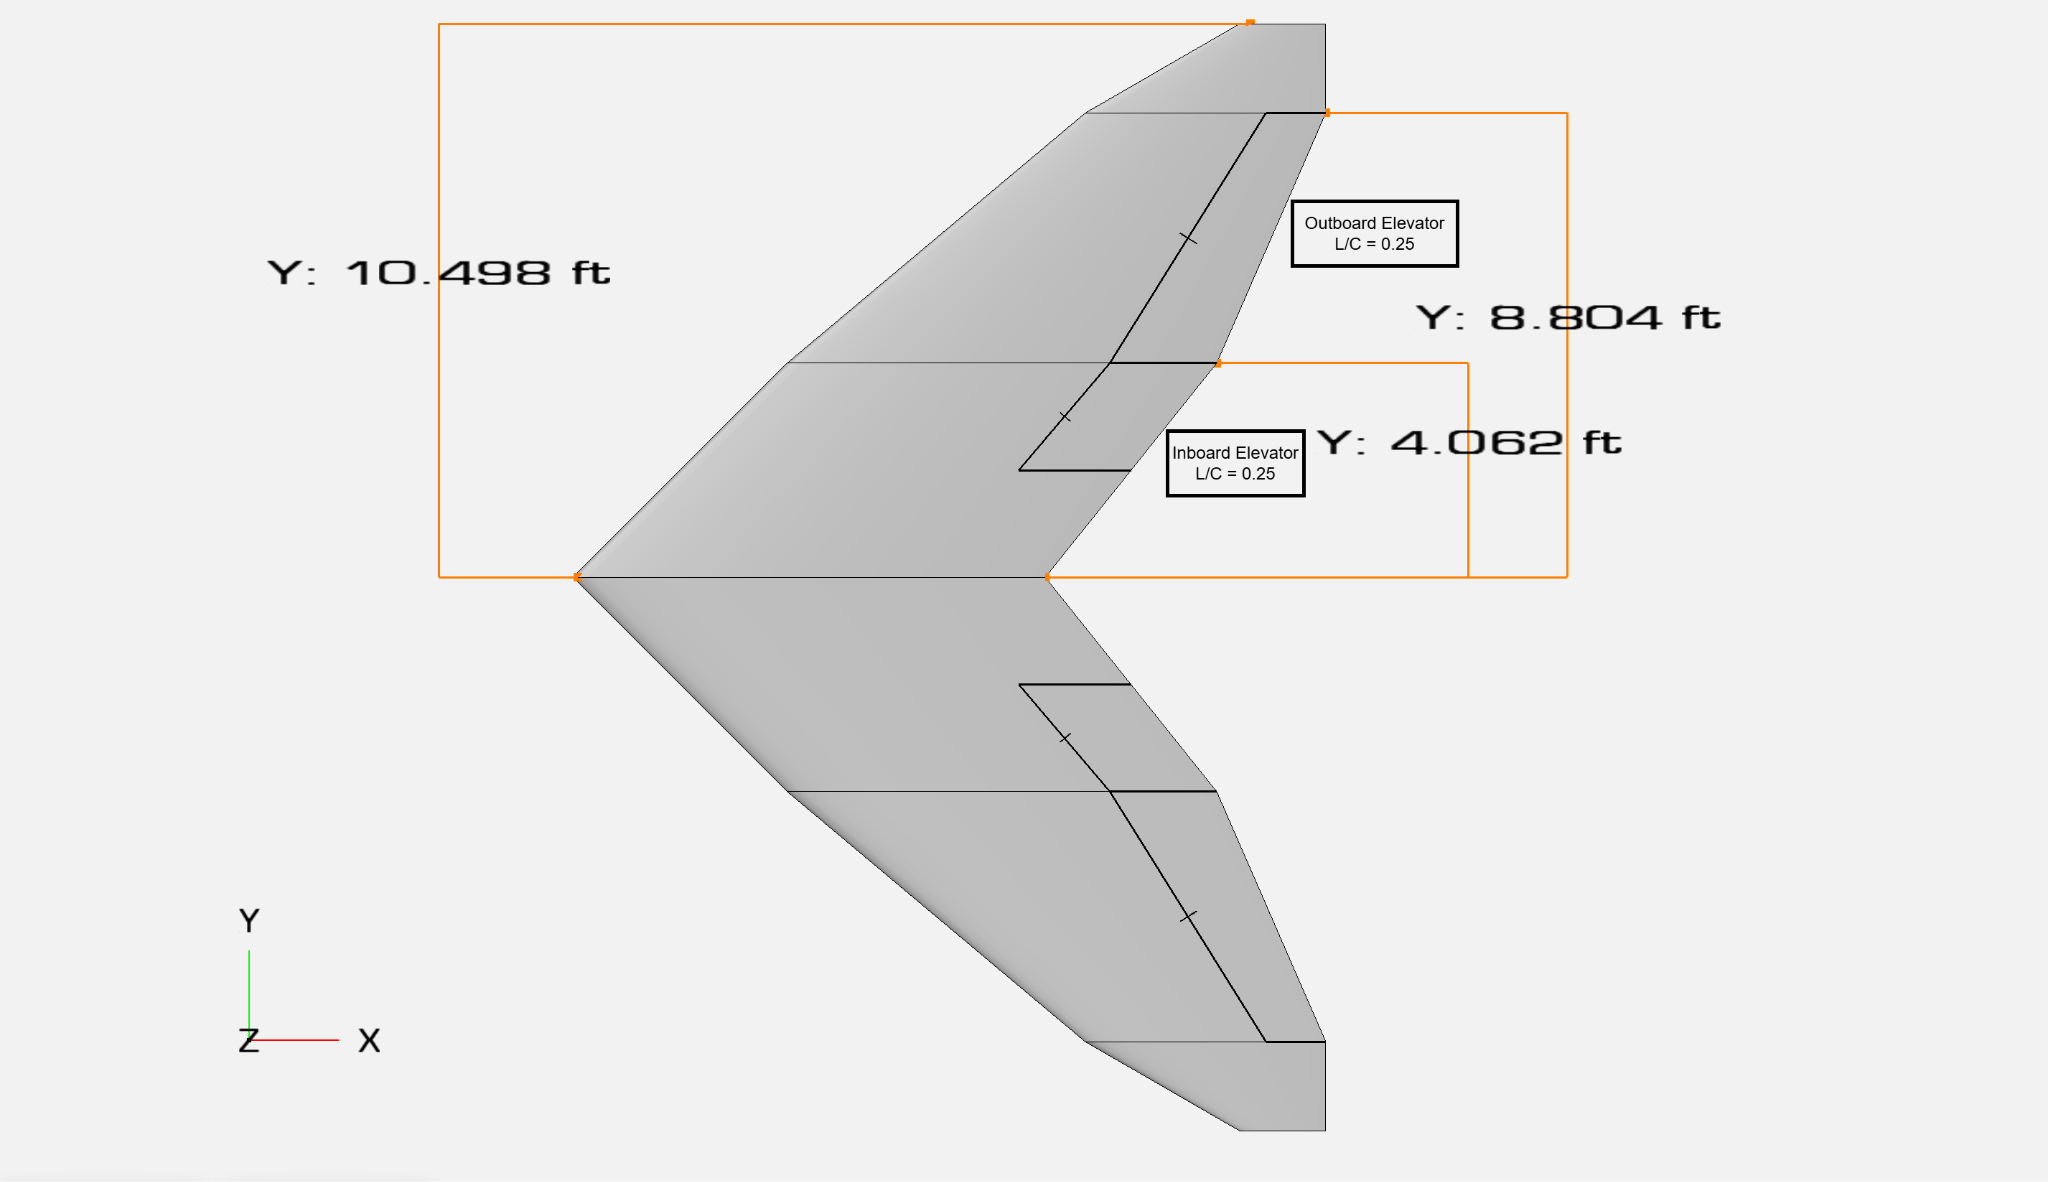 Outboard Elevator
L/C = 0.25
Y: 10.498 ft
Y: 8.804 ft
Inboard Elevator
L/C = 0.25
Y: 4.062 ft
Y
Z
X